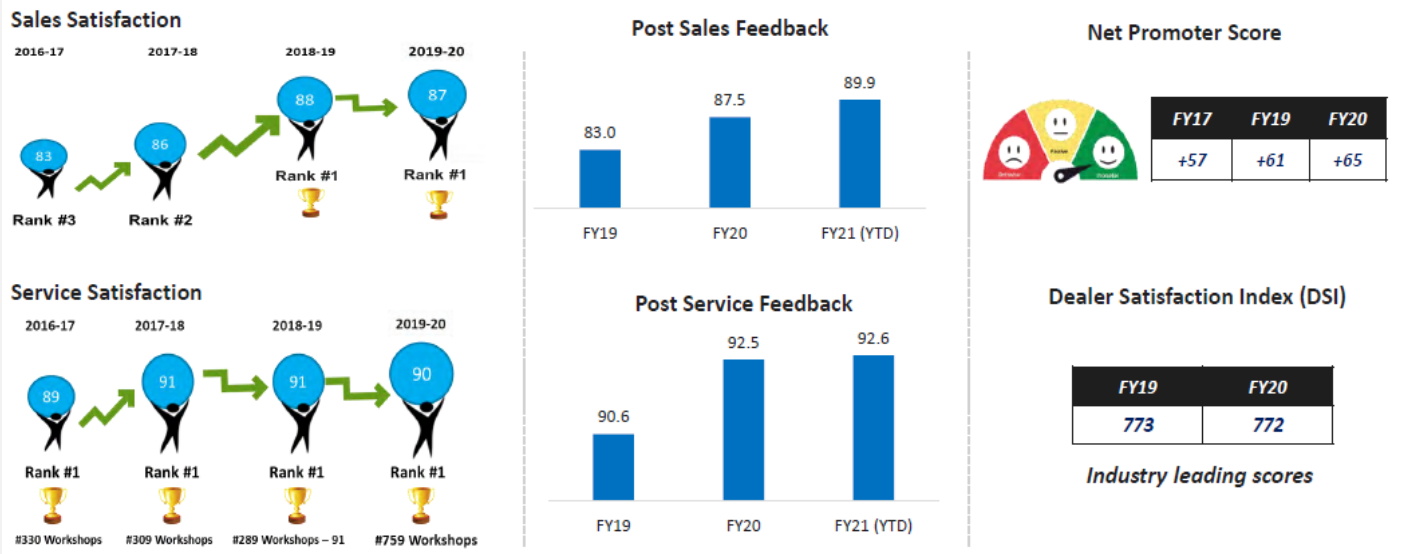 Sales Satisfaction
2016-17 2017-18 2018-19 2019-20
83 86 88 87
Rank #3 Rank #2 Rank #1 Rank #1
Service Satisfaction
2016-17 2017-18 2018-19 2019-20
89 91 91 90
Rank #1 Rank #1 Rank #1 Rank #1
#330 Workshops #309 Workshops #289 Workshops – 91 #759 Workshops
Post Sales Feedback
83.0 87.5 89.9
FY19 FY20 FY21 (YTD)
Post Service Feedback
90.6 92.5 92.6
FY19 FY20 FY21 (YTD)
Net Promoter Score
FY17 FY19 FY20
+57 +61 +65
Dealer Satisfaction Index (DSI)
FY19 FY20
773 772
Industry leading scores